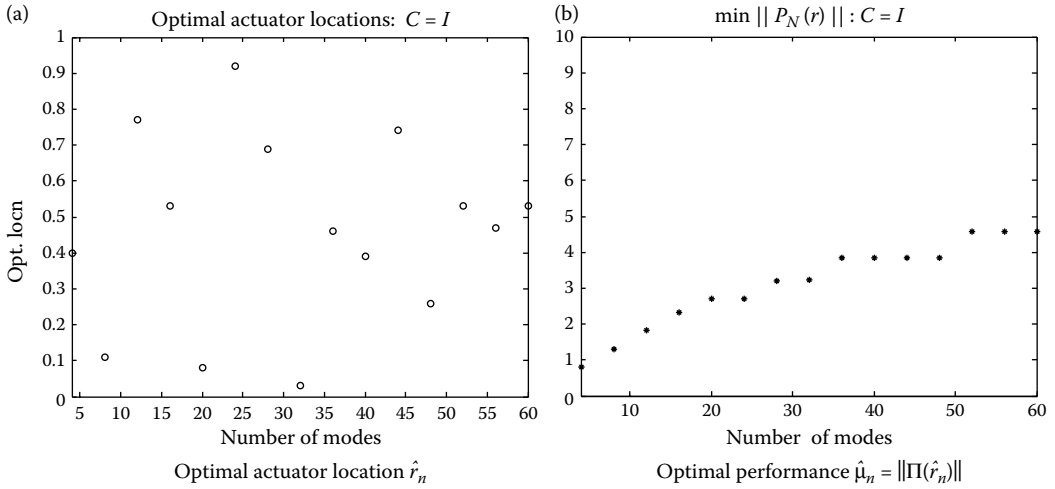 (a)
Optimal actuator locations: C = I
1
0.9
0.8
0.7
0.6
0.5
0.4
0.3
0.2
0.1
0
Opt. locn
5 10 15 20 25 30 35 40 45 50 55 60
Number of modes
Optimal actuator location r̂ₙ
(b)
min || P_N (r) || : C = I
10
9
8
7
6
5
4
3
2
1
0
10 20 30 40 50 60
Number of modes
Optimal performance μ̂ₙ = ||Π(r̂ₙ)||